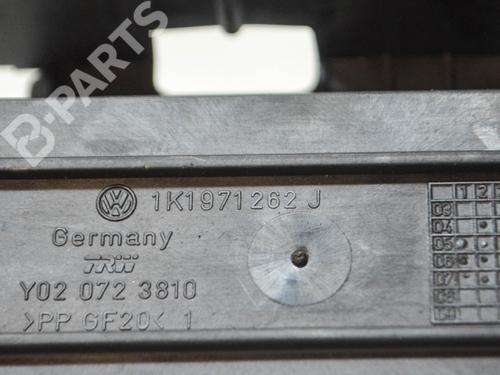 B-PARTS
1K1971262 J
Germany
TRW
Y02 072 3810
>PP GF20< 1
1 2
03
04
05
06
07
08
09